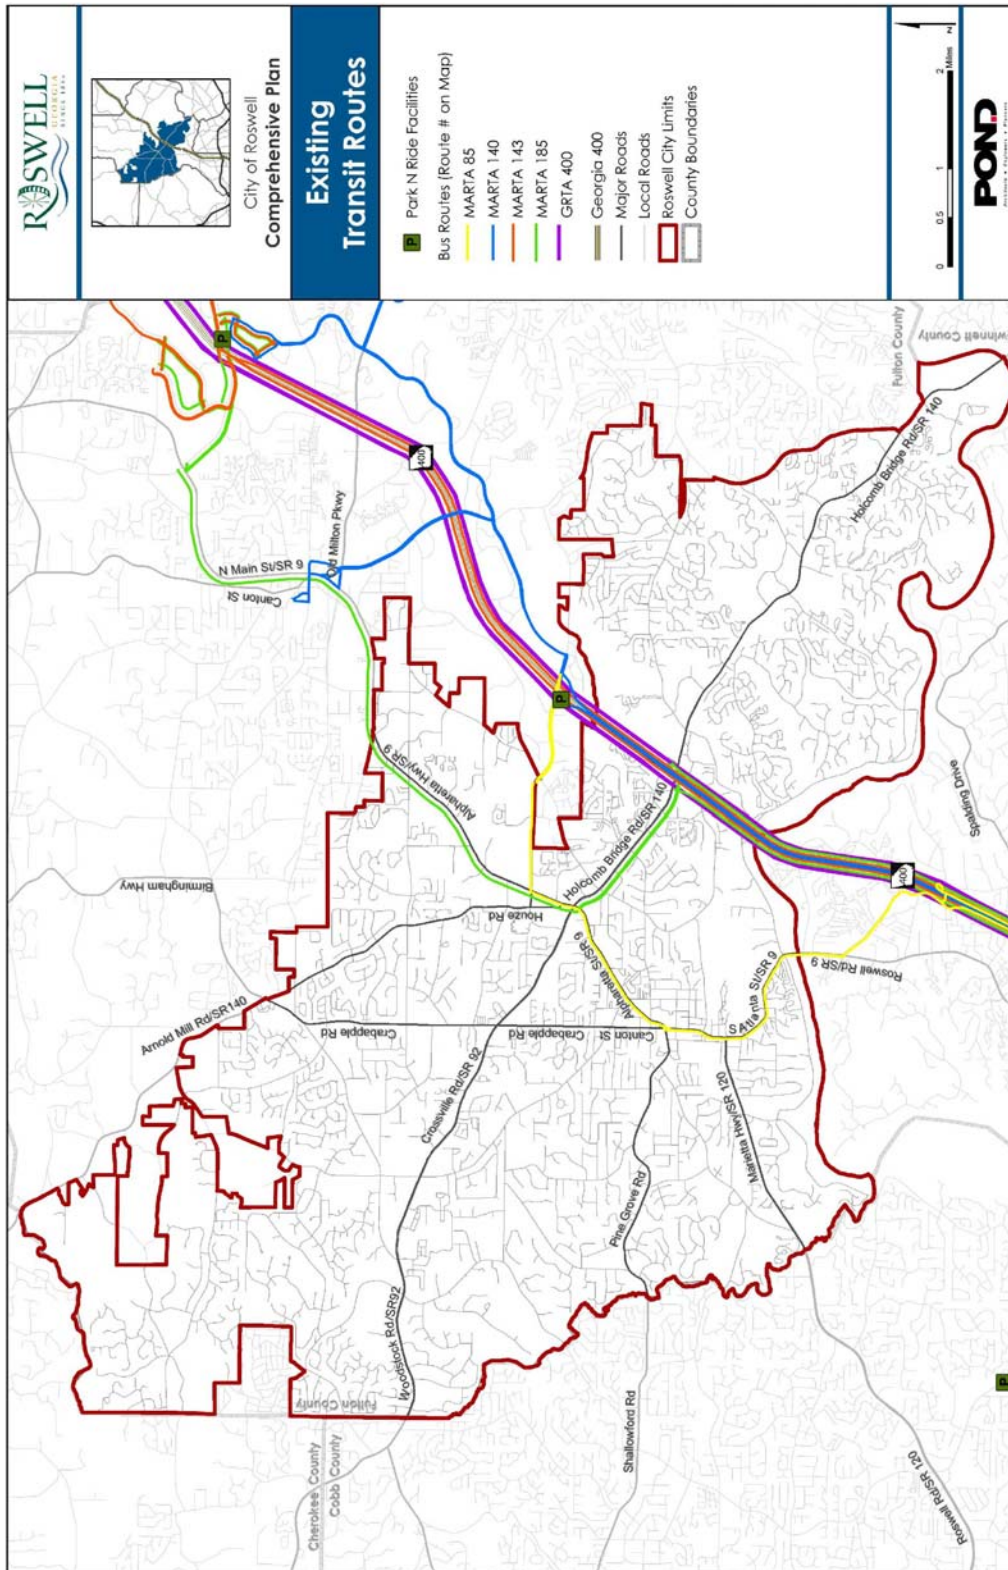 ROSWELL
GEORGIA
City of Roswell
Comprehensive Plan
Existing
Transit Routes
P
Park N Ride Facilities
Bus Routes (Route # on Map)
MARTA 85
MARTA 140
MARTA 143
MARTA 185
GRTA 400
Georgia 400
Major Roads
Local Roads
Roswell City Limits
County Boundaries
0
0.5
1
2
Miles
N
POND
P
400
Old Milton Pkwy
N Main St/SR 9
Canton St
P
Alpharetta Hwy/SR 9
Birmingham Hwy
Houze Rd
Holcomb Bridge Rd/SR 140
Holcomb Bridge Rd/SR 140
Fulton County
Gwinnett County
Spalding Drive
400
Roswell Rd/SR 9
Alpharetta St/SR 9
S Atlanta St/SR 9
Canton St
Crabapple Rd
Crabapple Rd
Arnold Mill Rd/SR140
Crossville Rd/SR 92
Woodstock Rd/SR92
Pine Grove Rd
Marietta Hwy/SR 120
Fulton County
Cherokee County
Cobb County
Shallowford Rd
Roswell Rd/SR 120
P